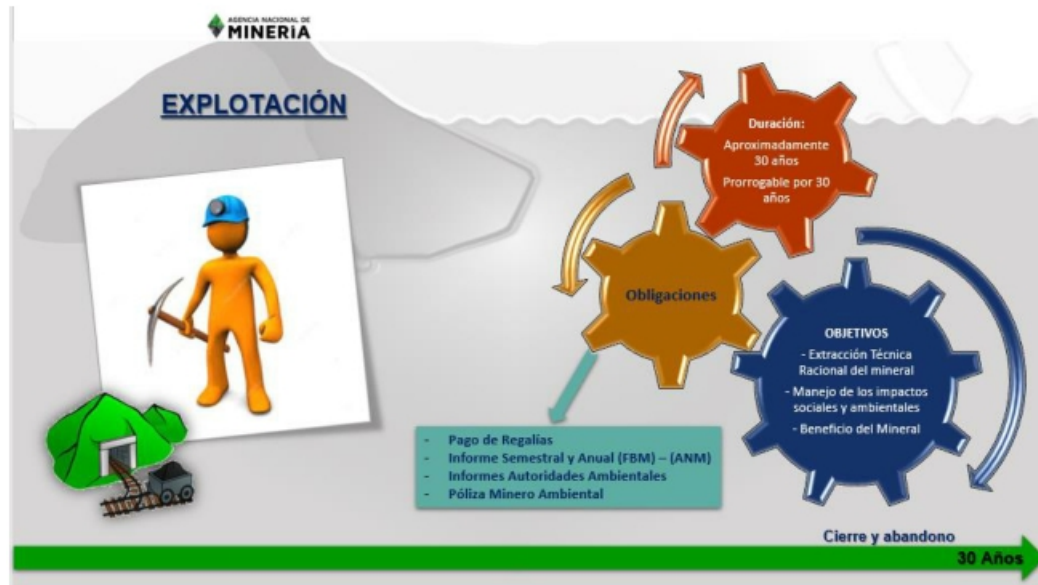 AGENCIA NACIONAL DE
MINERÍA
EXPLOTACIÓN
Duración:
Aproximadamente
30 años
Prorrogable por 30
años
Obligaciones
OBJETIVOS
- Extracción Técnica
Racional del mineral
- Manejo de los impactos
sociales y ambientales
- Beneficio del Mineral
- Pago de Regalías
- Informe Semestral y Anual (FBM) – (ANM)
- Informes Autoridades Ambientales
- Póliza Minero Ambiental
Cierre y abandono
30 Años